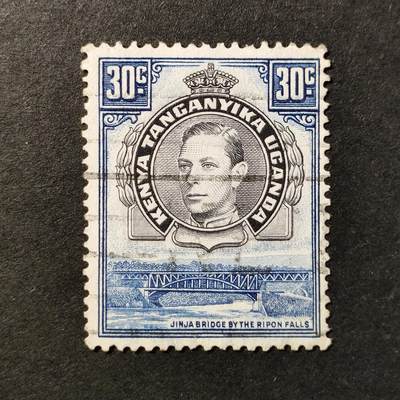 30C. 30C.
KENYA TANGANYIKA UGANDA
JINJA BRIDGE BY THE RIPON FALLS